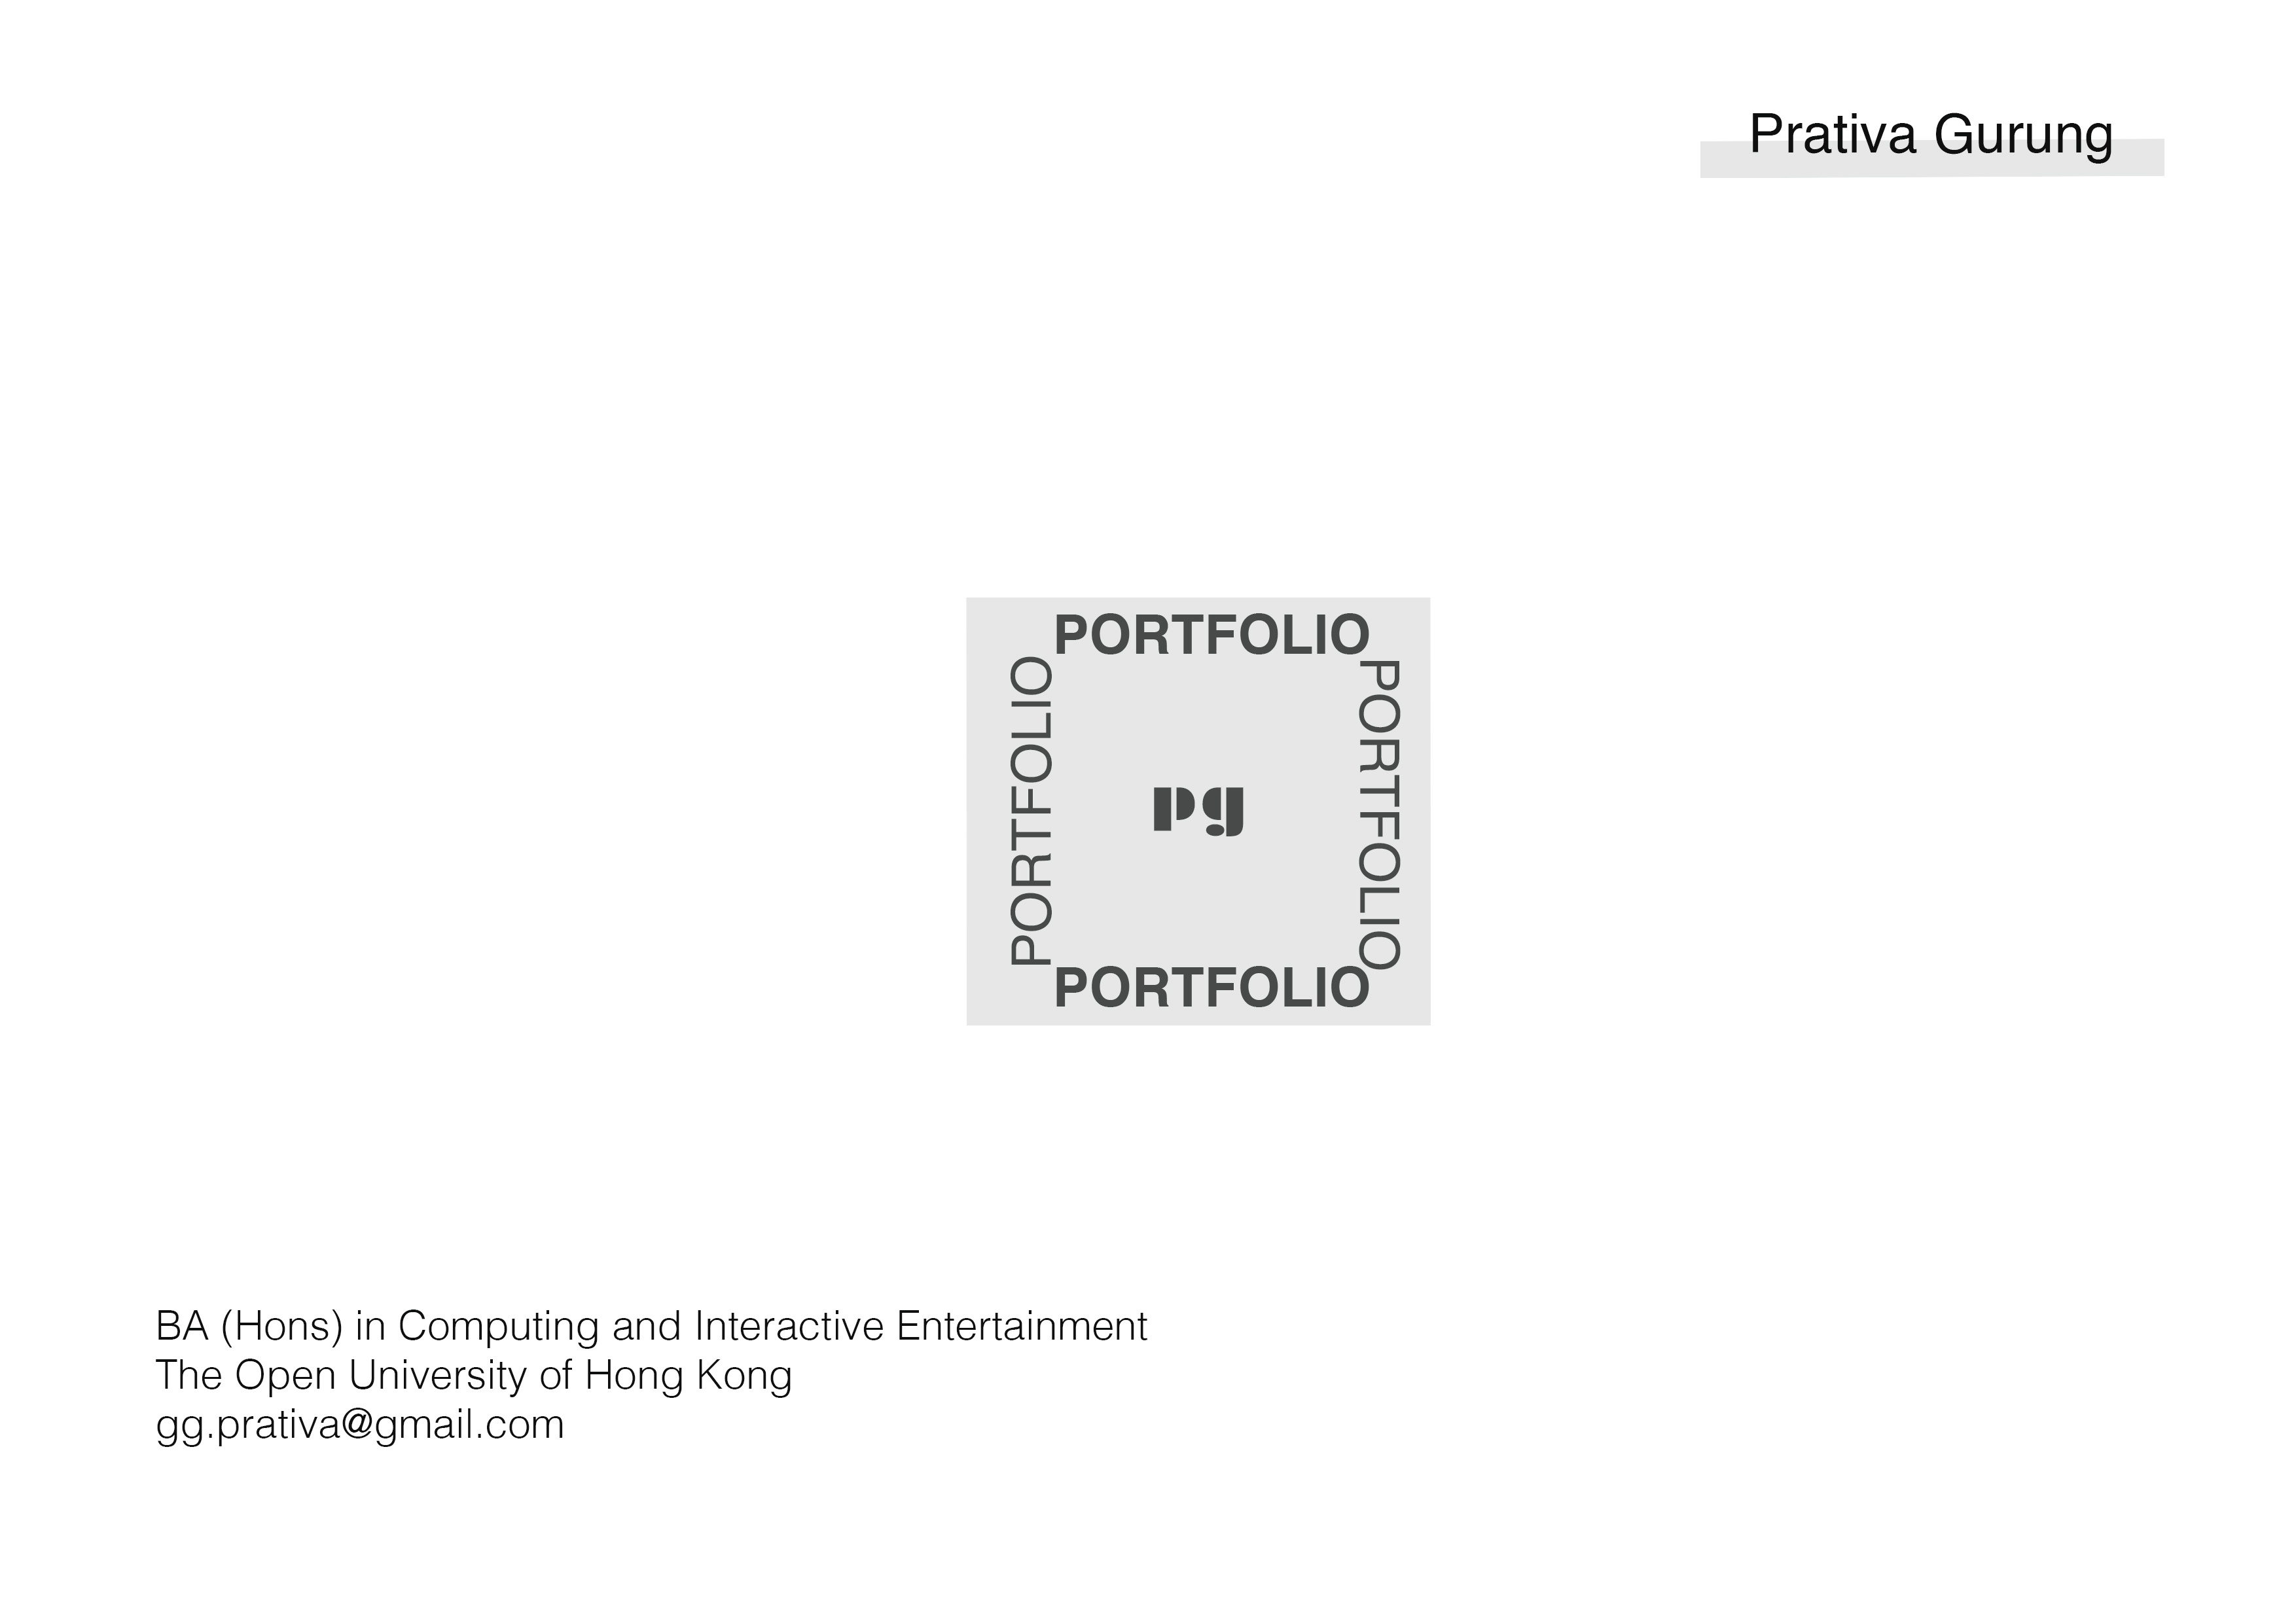 Prativa Gurung
PORTFOLIO
PORTFOLIO
PORTFOLIO
pg
PORTFOLIO
BA (Hons) in Computing and Interactive Entertainment
The Open University of Hong Kong
gg.prativa@gmail.com